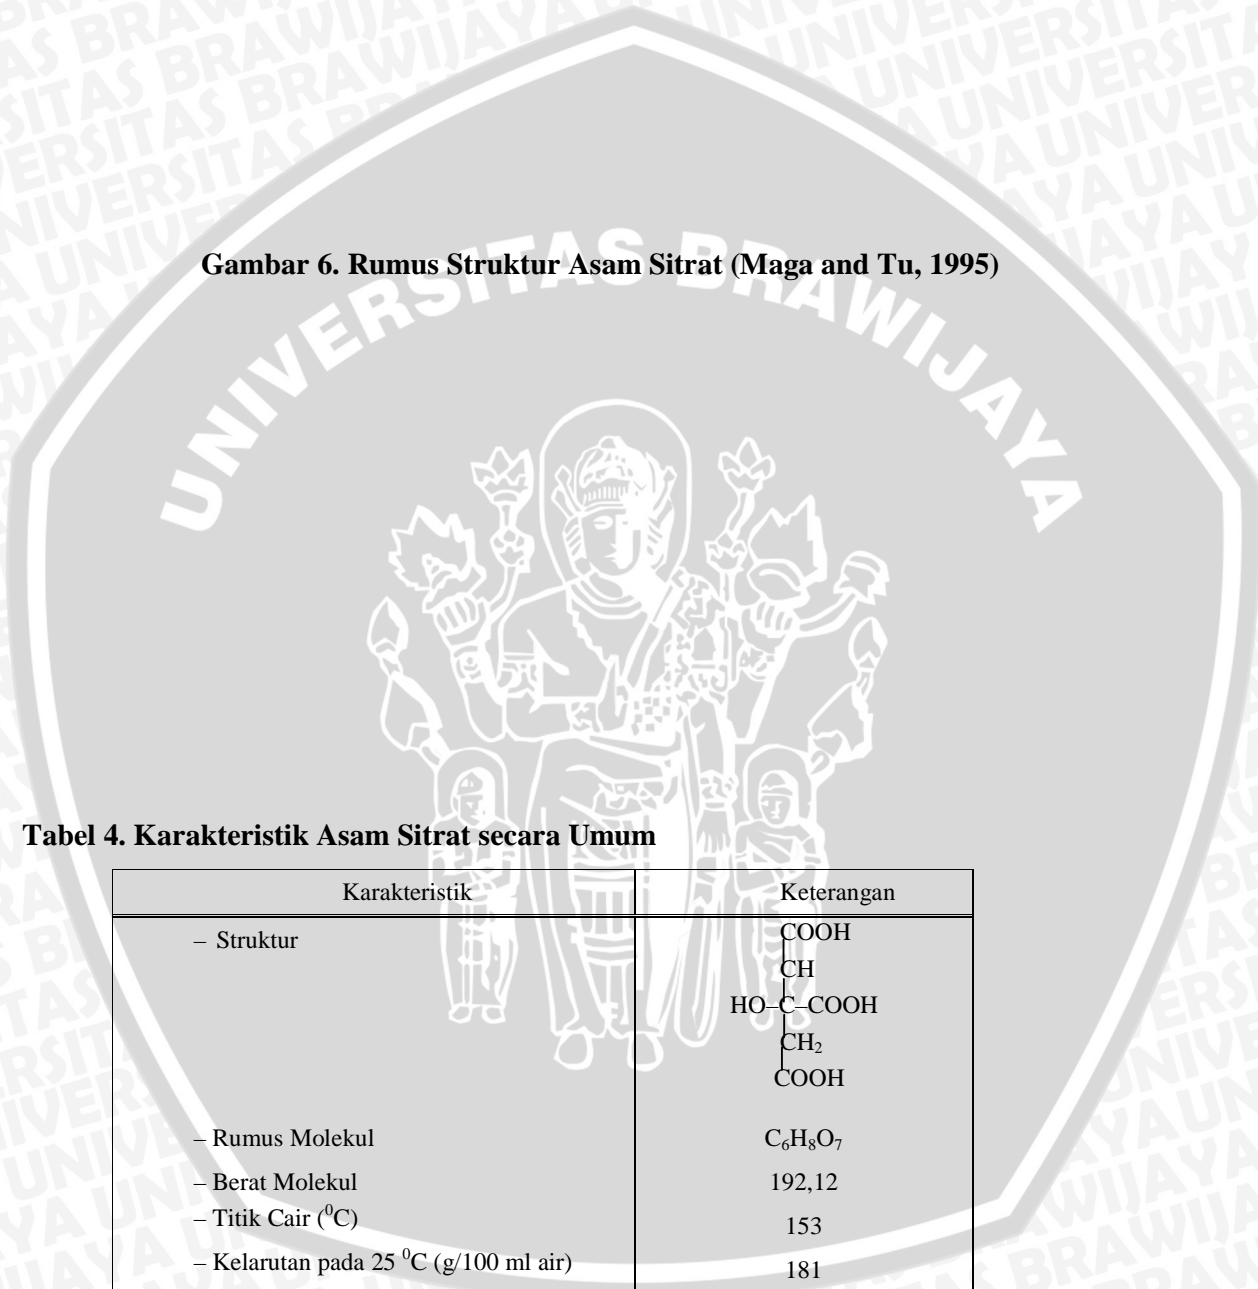 UNIVERSITAS BRAWIJAYA
Gambar 6. Rumus Struktur Asam Sitrat (Maga and Tu, 1995)
Tabel 4. Karakteristik Asam Sitrat secara Umum
Karakteristik Keterangan
– Struktur COOH
CH
HO–C–COOH
CH₂
COOH
– Rumus Molekul C₆H₈O₇
– Berat Molekul 192,12
– Titik Cair (⁰C) 153
– Kelarutan pada 25 ⁰C (g/100 ml air) 181